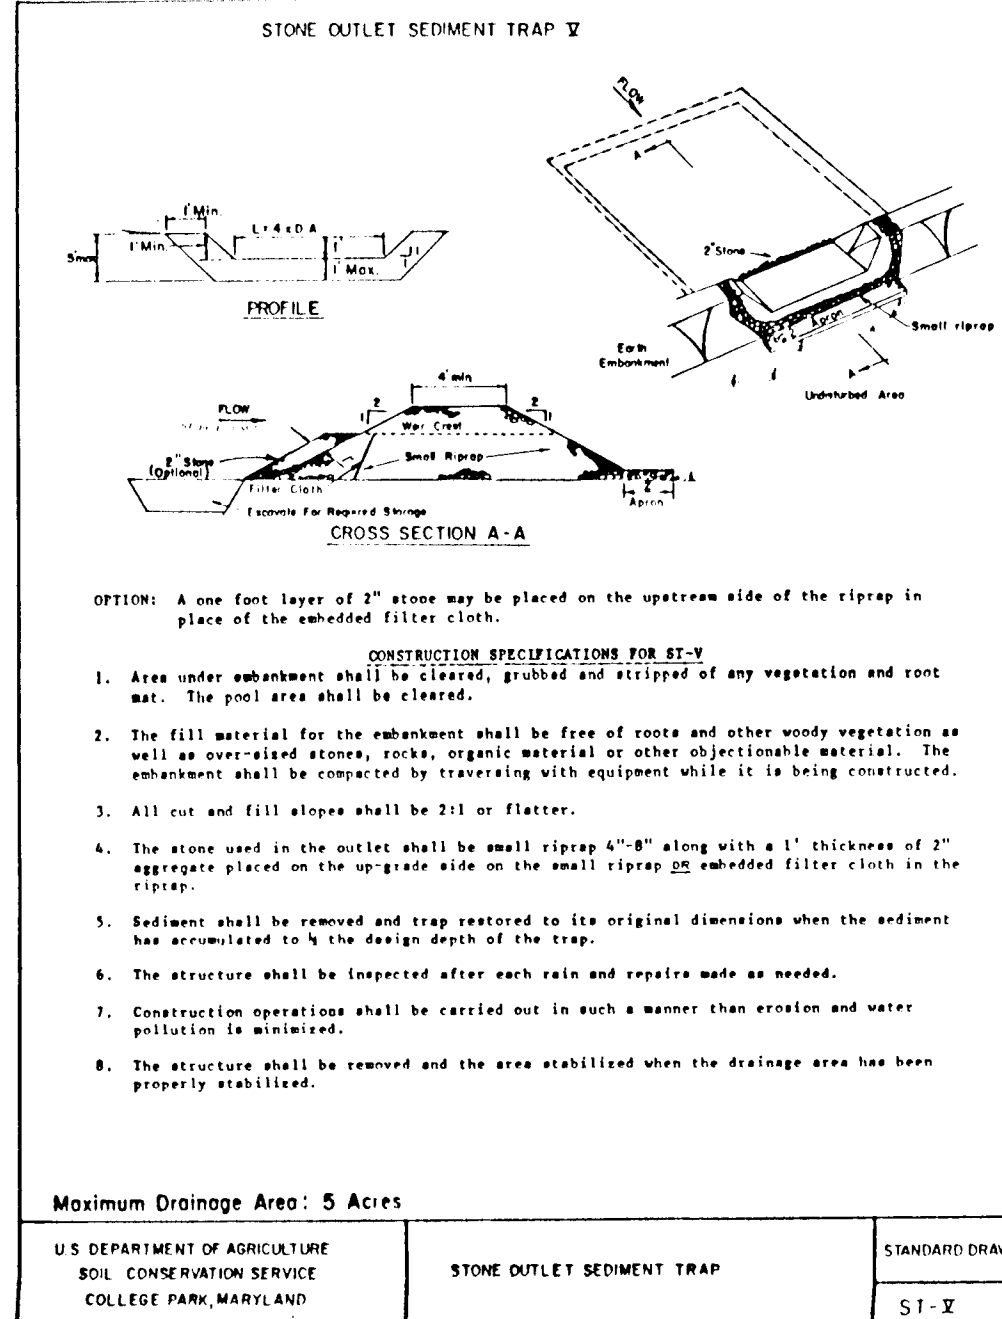 STONE OUTLET SEDIMENT TRAP V
FLOW
A
1' Min.
L = 4 x D A
1' Min.
1'
5' max
1' Max.
1
1
PROFILE
2" Stone
Apron
Small riprap
Earth
Embankment
A
Undisturbed Area
4' min
FLOW
2
1
2
1
Weir Crest
2" Stone
(Optional)
Small Riprap
Filter Cloth
2'
Apron
Excavate For Required Storage
CROSS SECTION A-A
OPTION: A one foot layer of 2" stone may be placed on the upstream side of the riprap in
place of the embedded filter cloth.
CONSTRUCTION SPECIFICATIONS FOR ST-V
1. Area under embankment shall be cleared, grubbed and stripped of any vegetation and root
mat. The pool area shall be cleared.
2. The fill material for the embankment shall be free of roots and other woody vegetation as
well as over-sized stones, rocks, organic material or other objectionable material. The
embankment shall be compacted by traversing with equipment while it is being constructed.
3. All cut and fill slopes shall be 2:1 or flatter.
4. The stone used in the outlet shall be small riprap 4"-8" along with a 1' thickness of 2"
aggregate placed on the up-grade side on the small riprap OR embedded filter cloth in the
riprap.
5. Sediment shall be removed and trap restored to its original dimensions when the sediment
has accumulated to the design depth of the trap.
6. The structure shall be inspected after each rain and repairs made as needed.
7. Construction operations shall be carried out in such a manner than erosion and water
pollution is minimized.
8. The structure shall be removed and the area stabilized when the drainage area has been
properly stabilized.
Maximum Drainage Area: 5 Acres
U.S DEPARTMENT OF AGRICULTURE
SOIL CONSERVATION SERVICE
COLLEGE PARK, MARYLAND
STONE OUTLET SEDIMENT TRAP
STANDARD DRAW
ST-V